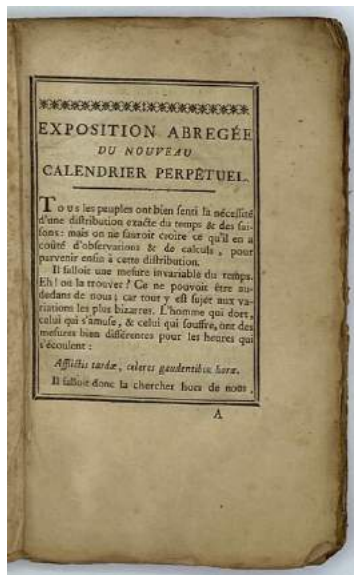 EXPOSITION ABREGÉE
DU NOUVEAU
CALENDRIER PERPÉTUEL.
Tous les peuples ont bien senti la nécessité
d'une distribution exacte du temps & des sai-
sons: mais on ne sauroit croire ce qu'il en a
coûté d'observations & de calculs, pour
parvenir enfin à cette distribution.
Il falloit une mesure invariable du temps.
Eh! où la trouver? Ce ne pouvoit être au-
dedans de nous; car tout y est sujet aux va-
riations les plus bizarres. L'homme qui dort,
celui qui s'amuse, & celui qui souffre, ont des
mesures bien différentes pour les heures qui
s'écoulent:
Afflictis tardæ, celeres gaudentibus horæ.
Il falloit donc la chercher hors de nous.
A